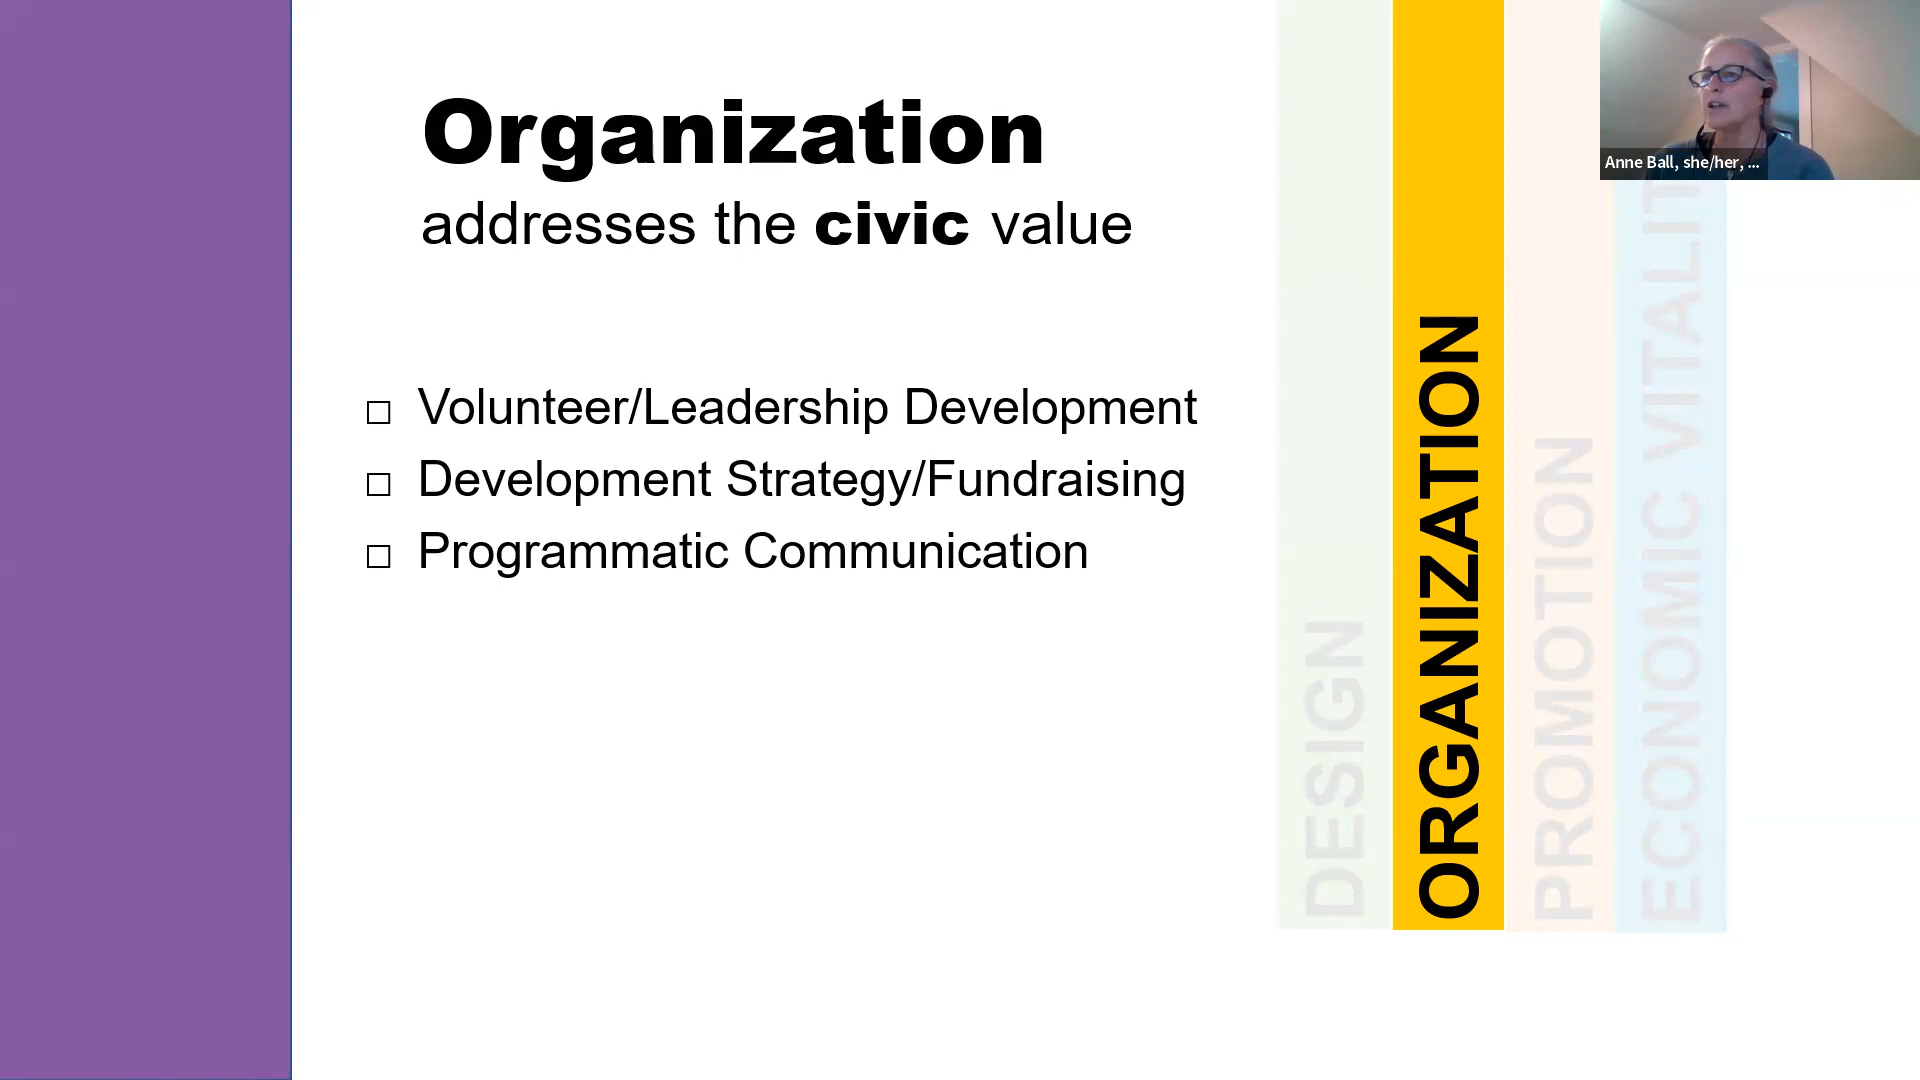 Organization
addresses the civic value
Volunteer/Leadership Development
Development Strategy/Fundraising
Programmatic Communication
DESIGN
ORGANIZATION
PROMOTION
ECONOMIC VITALIT
Anne Ball, she/her, ...